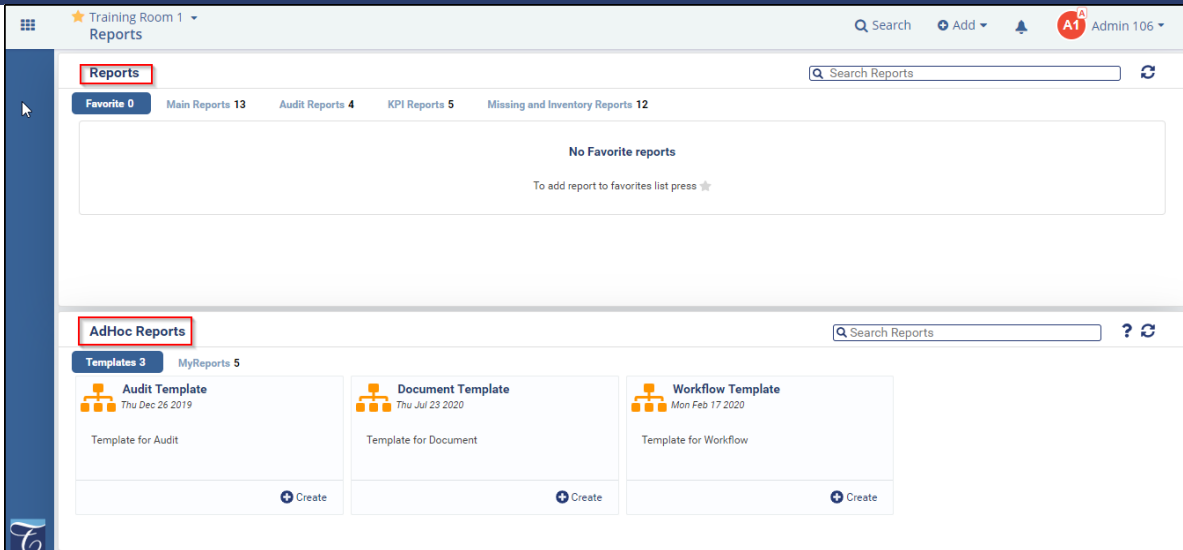 Training Room 1
Reports
Search
Add
A
A1
Admin 106
Reports
Search Reports
Favorite 0
Main Reports 13
Audit Reports 4
KPI Reports 5
Missing and Inventory Reports 12
No Favorite reports
To add report to favorites list press
AdHoc Reports
Search Reports
?
Templates 3
MyReports 5
Audit Template
Thu Dec 26 2019
Template for Audit
Create
Document Template
Thu Jul 23 2020
Template for Document
Create
Workflow Template
Mon Feb 17 2020
Template for Workflow
Create